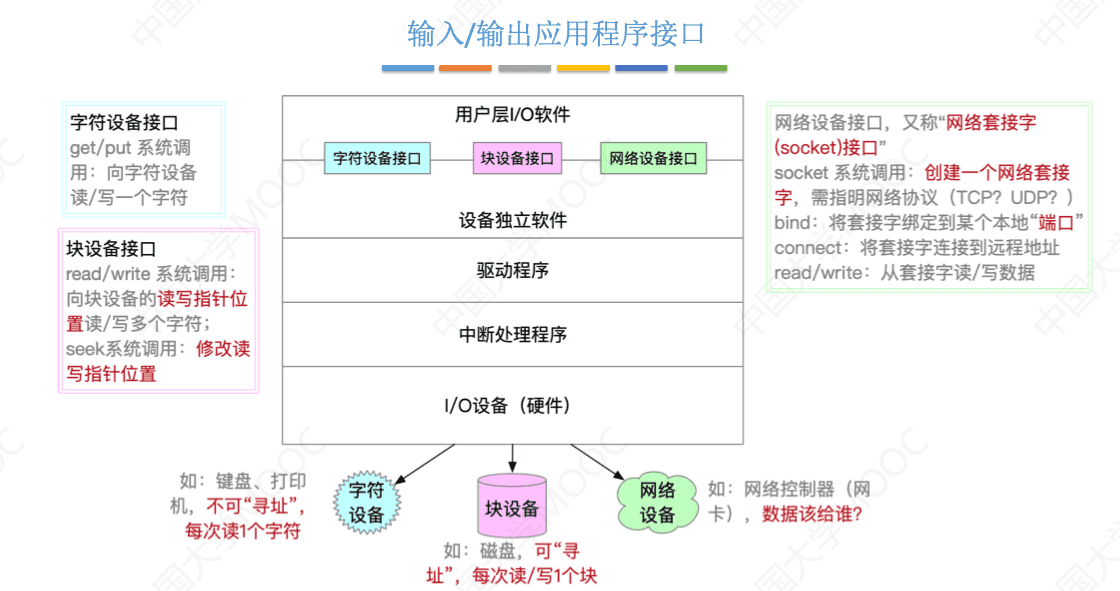 输入/输出应用程序接口
字符设备接口
get/put 系统调
用：向字符设备
读/写一个字符
块设备接口
read/write 系统调用：
向块设备的读写指针位
置读/写多个字符；
seek系统调用：修改读
写指针位置
用户层I/O软件
字符设备接口
块设备接口
网络设备接口
设备独立软件
驱动程序
中断处理程序
I/O设备（硬件）
网络设备接口，又称“网络套接字
(socket)接口”
socket 系统调用：创建一个网络套接
字，需指明网络协议（TCP？UDP？）
bind：将套接字绑定到某个本地“端口”
connect：将套接字连接到远程地址
read/write：从套接字读/写数据
如：键盘、打印
机，不可“寻址”，
每次读1个字符
字符
设备
块设备
如：磁盘，可“寻
址”，每次读/写1个块
网络
设备
如：网络控制器（网
卡），数据该给谁？
中国大学MOOC